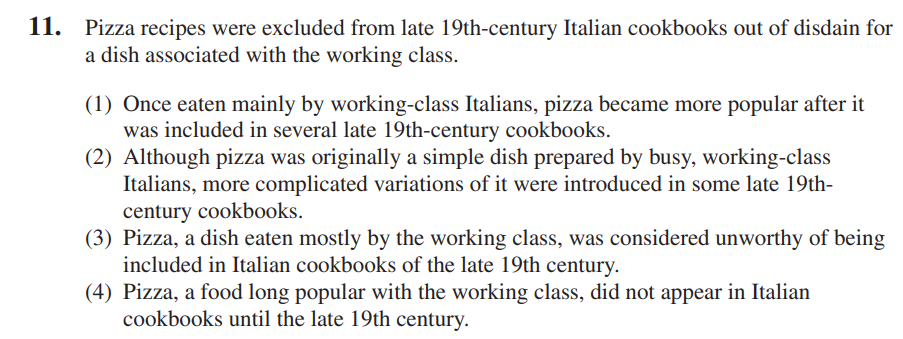 11. Pizza recipes were excluded from late 19th-century Italian cookbooks out of disdain for
a dish associated with the working class.
(1) Once eaten mainly by working-class Italians, pizza became more popular after it
was included in several late 19th-century cookbooks.
(2) Although pizza was originally a simple dish prepared by busy, working-class
Italians, more complicated variations of it were introduced in some late 19th-
century cookbooks.
(3) Pizza, a dish eaten mostly by the working class, was considered unworthy of being
included in Italian cookbooks of the late 19th century.
(4) Pizza, a food long popular with the working class, did not appear in Italian
cookbooks until the late 19th century.